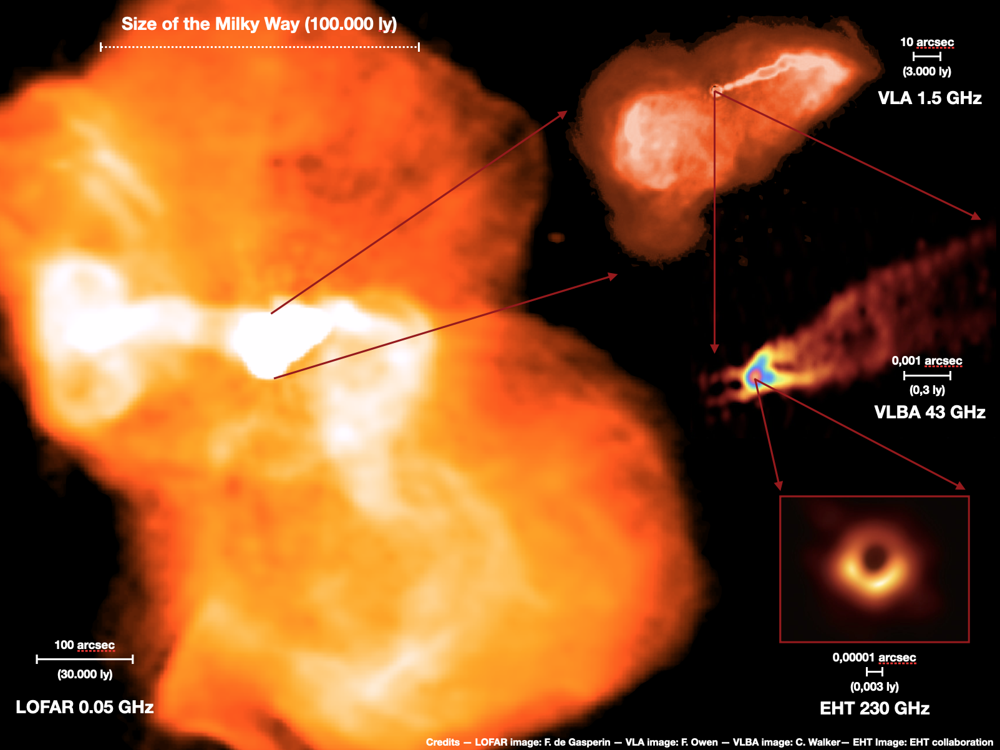 Size of the Milky Way (100.000 ly)
10 arcsec
(3.000 ly)
VLA 1.5 GHz
0,001 arcsec
(0,3 ly)
VLBA 43 GHz
100 arcsec
(30.000 ly)
LOFAR 0.05 GHz
0,00001 arcsec
(0,003 ly)
EHT 230 GHz
Credits — LOFAR image: F. de Gasperin — VLA image: F. Owen — VLBA image: C. Walker— EHT Image: EHT collaboration